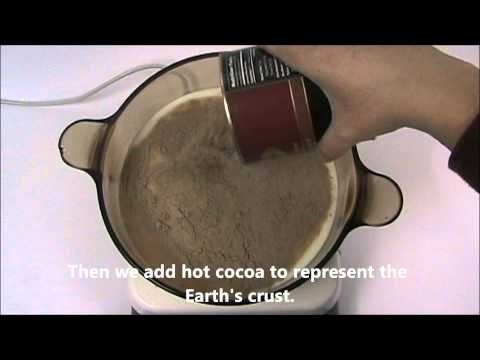 Then we add hot cocoa to represent the
Earth's crust.